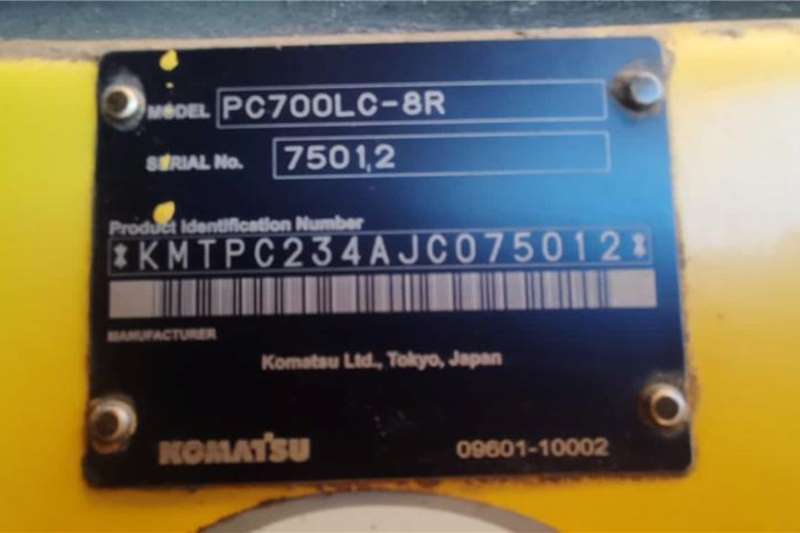 MODEL PC700LC-8R
SERIAL No. 75012
Product Identification Number
*KMTPC234AJC075012*
MANUFACTURER
Komatsu Ltd., Tokyo, Japan
KOMATSU 09601-10002